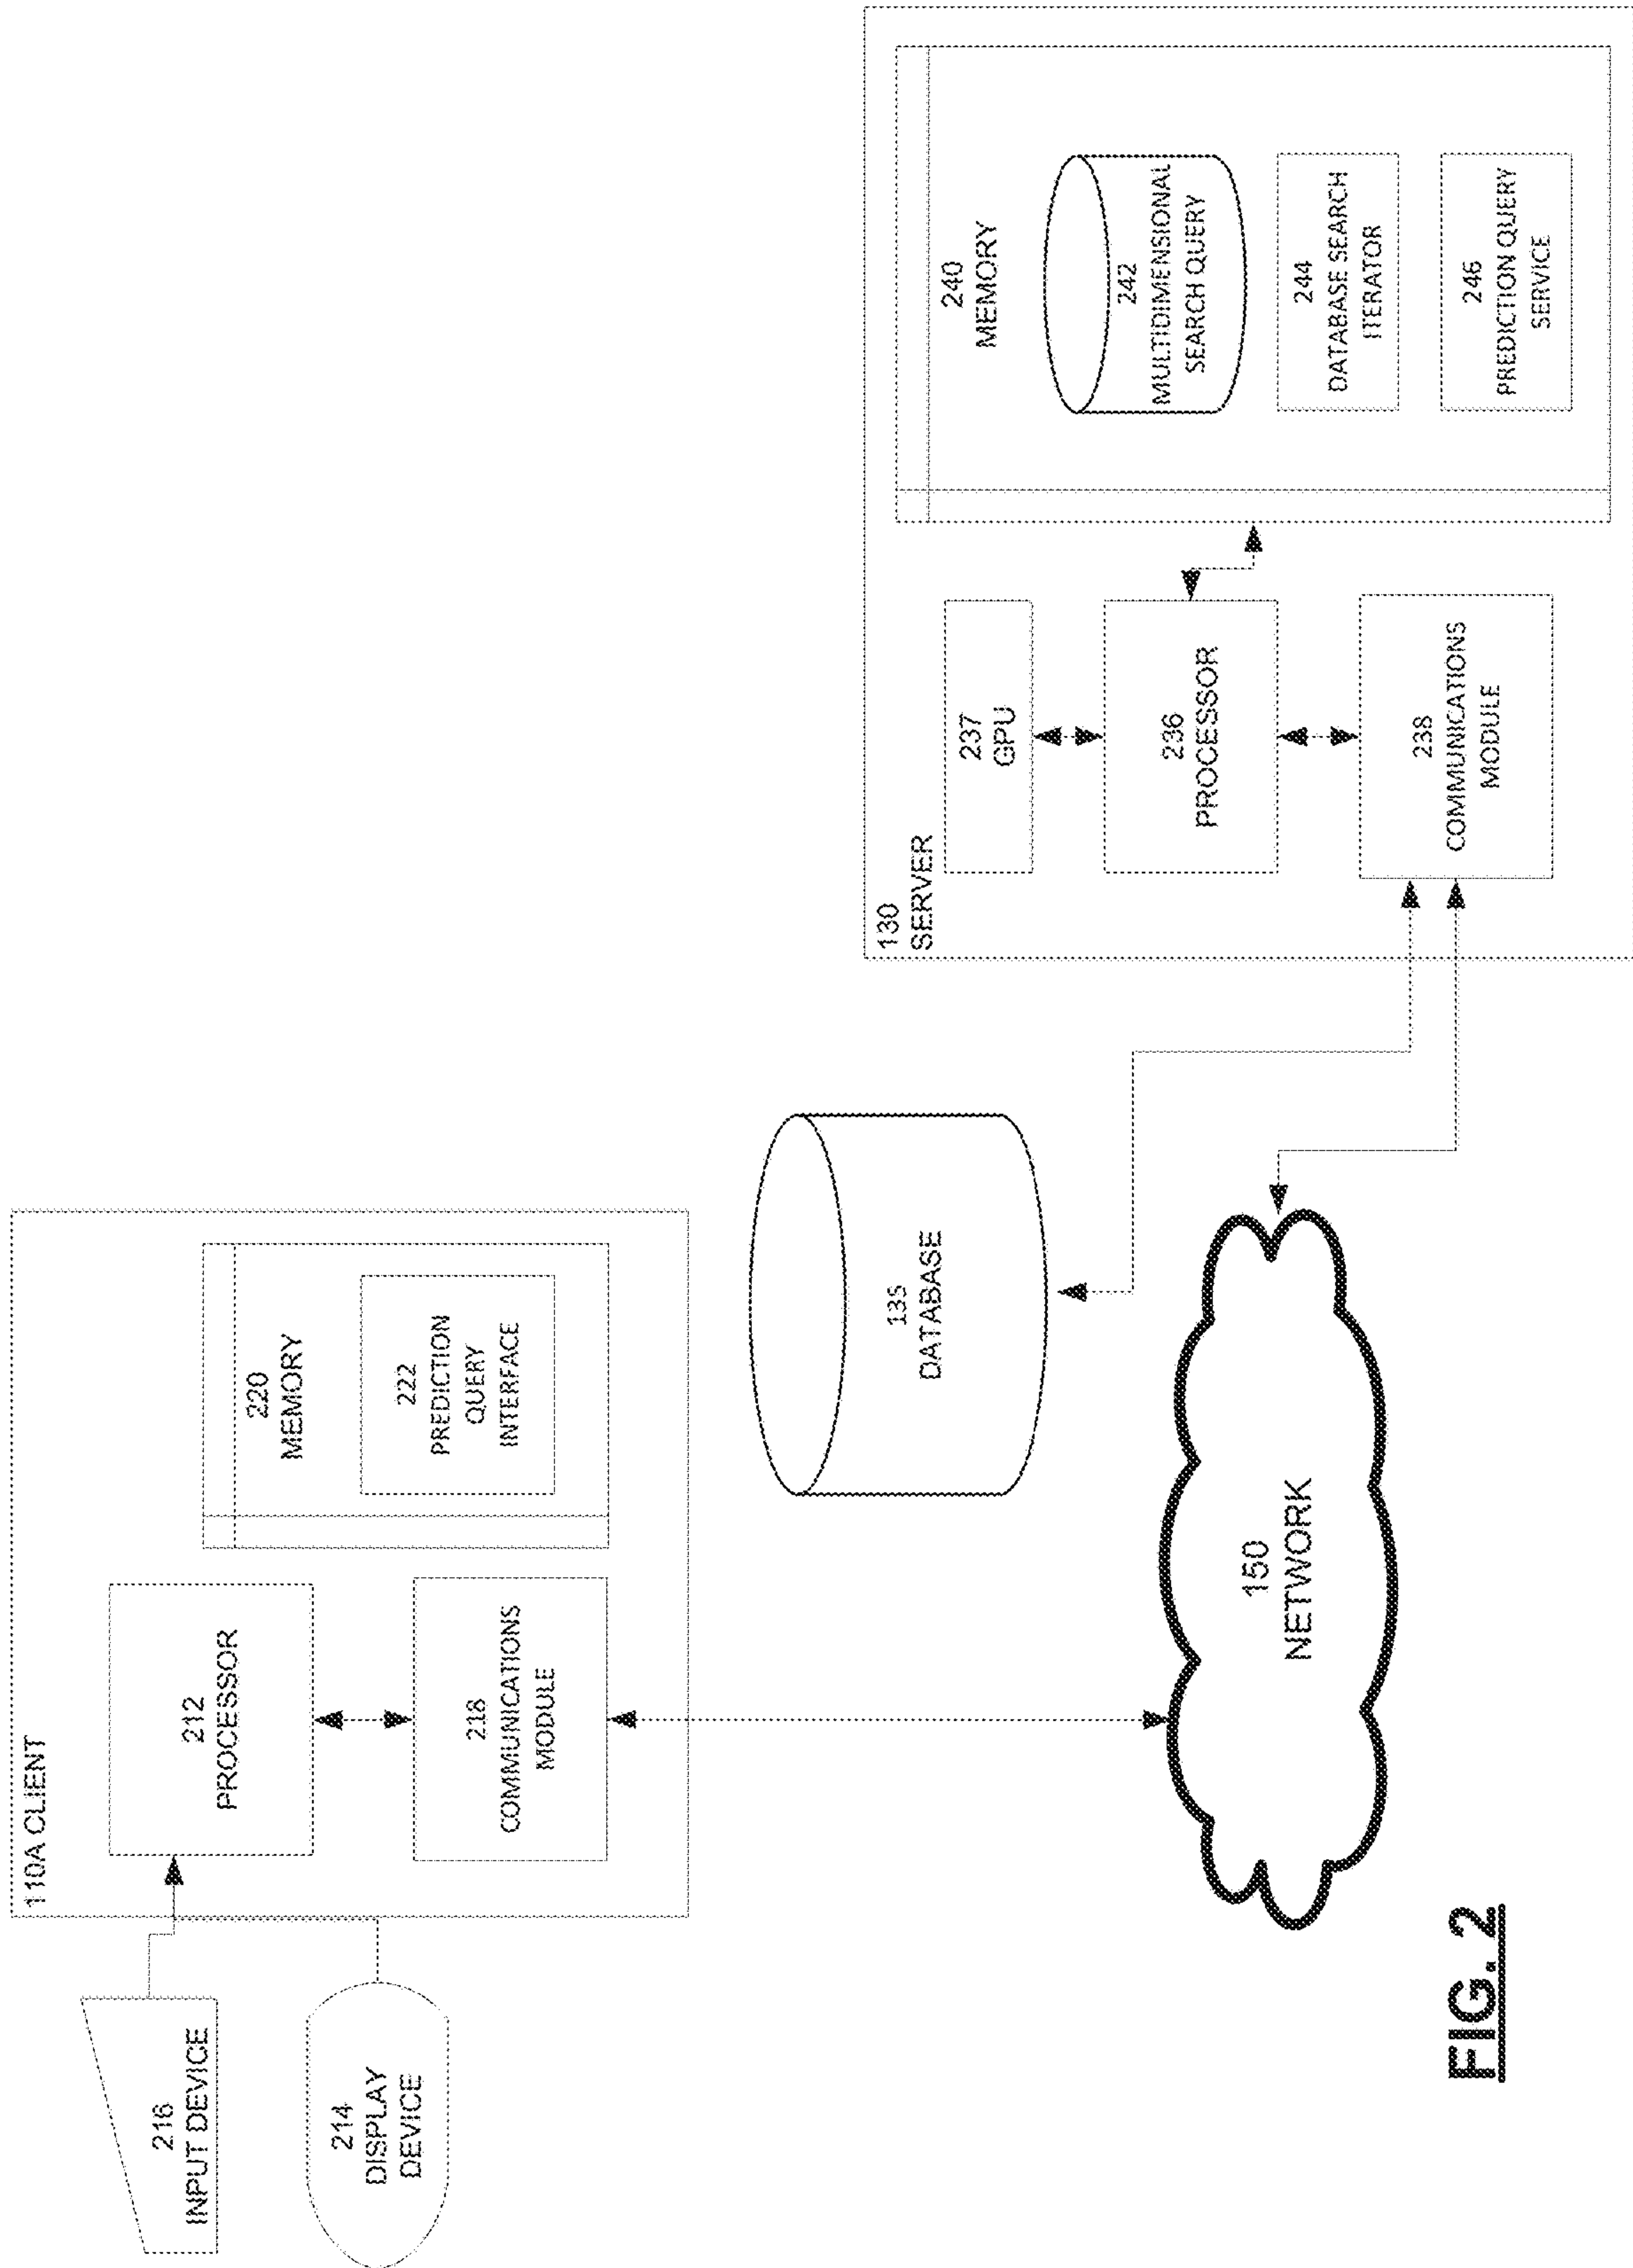 110A CLIENT
216
INPUT DEVICE
214
DISPLAY
DEVICE
212
PROCESSOR
218
COMMUNICATIONS
MODULE
220
MEMORY
222
PREDICTION
QUERY
INTERFACE
135
DATABASE
150
NETWORK
130
SERVER
237
GPU
236
PROCESSOR
238
COMMUNICATIONS
MODULE
240
MEMORY
242
MULTIDIMENSIONAL
SEARCH QUERY
244
DATABASE SEARCH
ITERATOR
246
PREDICTION QUERY
SERVICE
FIG. 2